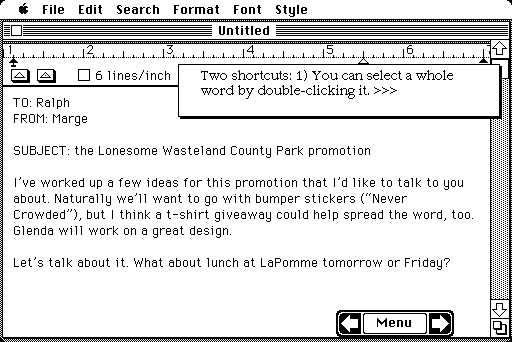 File Edit Search Format Font Style
Untitled
1 2 3 4 5 6 7
6 lines/inch
Two shortcuts: 1) You can select a whole
word by double-clicking it. >>>
TO: Ralph
FROM: Marge
SUBJECT: the Lonesome Wasteland County Park promotion
I've worked up a few ideas for this promotion that I'd like to talk to you
about. Naturally we'll want to go with bumper stickers (“Never
Crowded”), but I think a t-shirt giveaway could help spread the word, too.
Glenda will work on a great design.
Let's talk about it. What about lunch at LaPomme tomorrow or Friday?
Menu